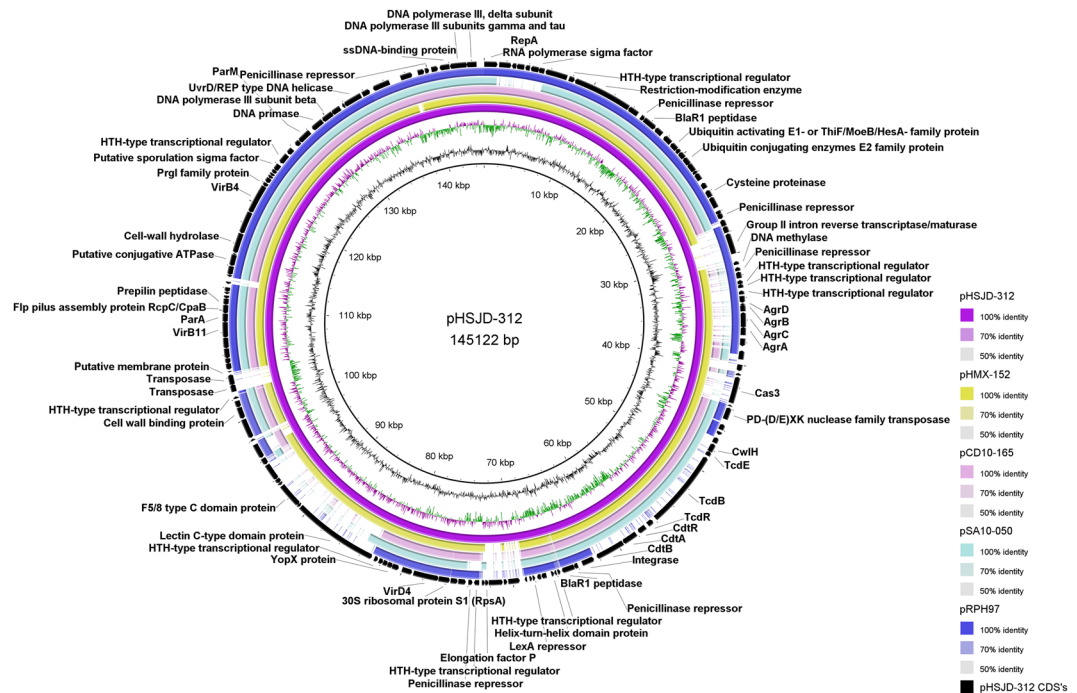 DNA polymerase III, delta subunit
DNA polymerase III subunits gamma and tau
ssDNA-binding protein
RepA
RNA polymerase sigma factor
ParM
Penicillinase repressor
UvrD/REP type DNA helicase
DNA polymerase III subunit beta
DNA primase
HTH-type transcriptional regulator
Putative sporulation sigma factor
PrgI family protein
VirB4
Cell-wall hydrolase
Putative conjugative ATPase
Prepilin peptidase
Flp pilus assembly protein RcpC/CpaB
ParA
VirB11
Putative membrane protein
Transposase
Transposase
HTH-type transcriptional regulator
Cell wall binding protein
F5/8 type C domain protein
Lectin C-type domain protein
HTH-type transcriptional regulator
YopX protein
VirD4
30S ribosomal protein S1 (RpsA)
Elongation factor P
HTH-type transcriptional regulator
Penicillinase repressor
HTH-type transcriptional regulator
Restriction-modification enzyme
Penicillinase repressor
BlaR1 peptidase
Ubiquitin activating E1- or ThiF/MoeB/HesA- family protein
Ubiquitin conjugating enzymes E2 family protein
Cysteine proteinase
Penicillinase repressor
Group II intron reverse transcriptase/maturase
DNA methylase
Penicillinase repressor
HTH-type transcriptional regulator
HTH-type transcriptional regulator
HTH-type transcriptional regulator
AgrD
AgrB
AgrC
AgrA
Cas3
PD-(D/E)XK nuclease family transposase
CwlH
TcdE
TcdB
TcdR
CdtR
CdtA
CdtB
Integrase
BlaR1 peptidase
Penicillinase repressor
HTH-type transcriptional regulator
Helix-turn-helix domain protein
LexA repressor
10 kbp
20 kbp
30 kbp
40 kbp
50 kbp
60 kbp
70 kbp
80 kbp
90 kbp
100 kbp
110 kbp
120 kbp
130 kbp
140 kbp
pHSJD-312
145122 bp
pHSJD-312
100% identity
70% identity
50% identity
pHMX-152
100% identity
70% identity
50% identity
pCD10-165
100% identity
70% identity
50% identity
pSA10-050
100% identity
70% identity
50% identity
pRPH97
100% identity
70% identity
50% identity
pHSJD-312 CDS's